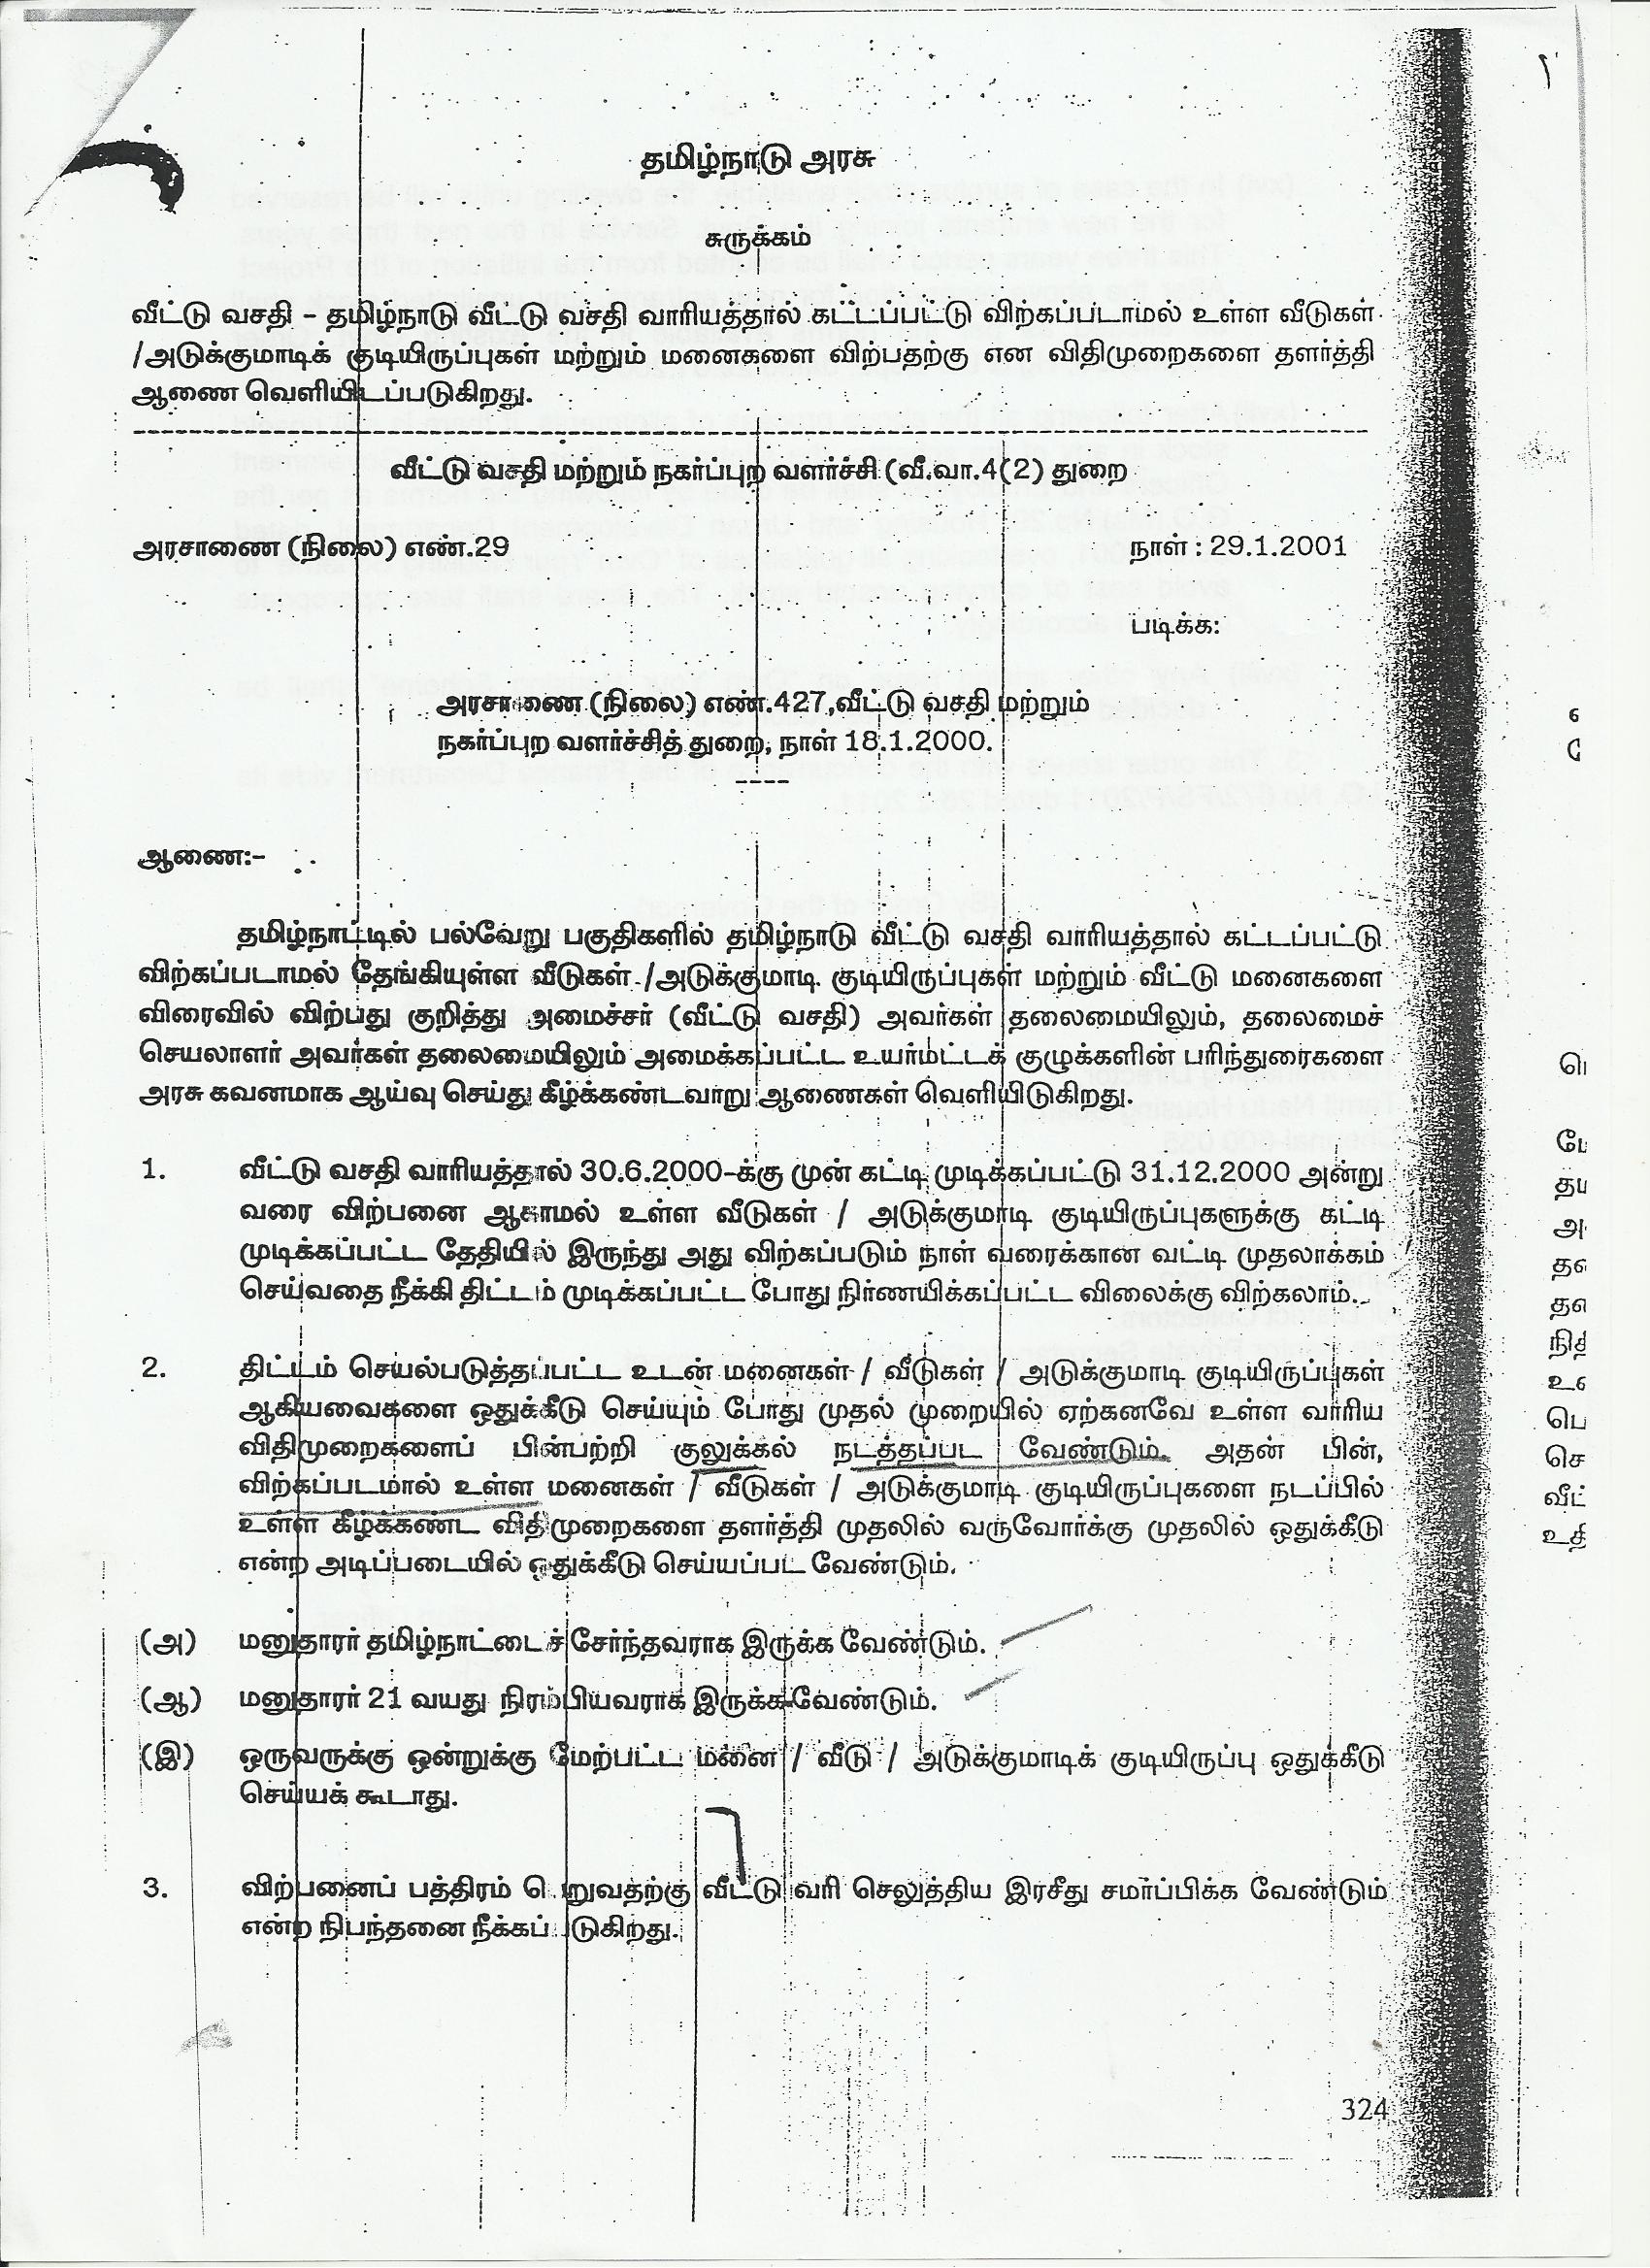 தமிழ்நாடு அரசு
சுருக்கம்
வீட்டு வசதி – தமிழ்நாடு வீட்டு வசதி வாரியத்தால் கட்டப்பட்டு விற்கப்படாமல் உள்ள வீடுகள்
/அடுக்குமாடிக் குடியிருப்புகள் மற்றும் மனைகளை விற்பதற்கு என விதிமுறைகளை தளர்த்தி
ஆணை வெளியிடப்படுகிறது.
வீட்டு வசதி மற்றும் நகர்ப்புற வளர்ச்சி (வீ.வா.4(2) துறை
அரசாணை (நிலை) எண்.29 நாள் : 29.1.2001
படிக்க:
அரசாணை (நிலை) எண்.427,வீட்டு வசதி மற்றும்
நகர்ப்புற வளர்ச்சித் துறை, நாள் 18.1.2000.
----
ஆணை:–
தமிழ்நாட்டில் பல்வேறு பகுதிகளில் தமிழ்நாடு வீட்டு வசதி வாரியத்தால் கட்டப்பட்டு
விற்கப்படாமல் தேங்கியுள்ள வீடுகள் /அடுக்குமாடி குடியிருப்புகள் மற்றும் வீட்டு மனைகளை
விரைவில் விற்பது குறித்து அமைச்சர் (வீட்டு வசதி) அவர்கள் தலைமையிலும், தலைமைச்
செயலாளர் அவர்கள் தலைமையிலும் அமைக்கப்பட்ட உயர்மட்டக் குழுக்களின் பரிந்துரைகளை
அரசு கவனமாக ஆய்வு செய்து கீழ்க்கண்டவாறு ஆணைகள் வெளியிடுகிறது.
1. வீட்டு வசதி வாரியத்தால் 30.6.2000–க்கு முன் கட்டி முடிக்கப்பட்டு 31.12.2000 அன்று
வரை விற்பனை ஆகாமல் உள்ள வீடுகள் / அடுக்குமாடி குடியிருப்புகளுக்கு கட்டி
முடிக்கப்பட்ட தேதியில் இருந்து அது விற்கப்படும் நாள் வரைக்கான வட்டி முதலாக்கம்
செய்வதை நீக்கி திட்டம் முடிக்கப்பட்ட போது நிர்ணயிக்கப்பட்ட விலைக்கு விற்கலாம்.
2. திட்டம் செயல்படுத்தப்பட்ட உடன் மனைகள் / வீடுகள் / அடுக்குமாடி குடியிருப்புகள்
ஆகியவைகளை ஒதுக்கீடு செய்யும் போது முதல் முறையில் ஏற்கனவே உள்ள வாரிய
விதிமுறைகளைப் பின்பற்றி குலுக்கல் நடத்தப்பட வேண்டும். அதன் பின்,
விற்கப்படமால் உள்ள மனைகள் / வீடுகள் / அடுக்குமாடி குடியிருப்புகளை நடப்பில்
உள்ள கீழ்க்கண்ட விதிமுறைகளை தளர்த்தி முதலில் வருவோர்க்கு முதலில் ஒதுக்கீடு
என்ற அடிப்படையில் ஒதுக்கீடு செய்யப்பட வேண்டும்.
(அ) மனுதாரர் தமிழ்நாட்டைச் சேர்ந்தவராக இருக்க வேண்டும்.
(ஆ) மனுதாரர் 21 வயது நிரம்பியவராக இருக்க வேண்டும்.
(இ) ஒருவருக்கு ஒன்றுக்கு மேற்பட்ட மனை / வீடு / அடுக்குமாடிக் குடியிருப்பு ஒதுக்கீடு
செய்யக் கூடாது.
3. விற்பனைப் பத்திரம் பெறுவதற்கு வீட்டு வரி செலுத்திய இரசீது சமர்ப்பிக்க வேண்டும்
என்ற நிபந்தனை நீக்கப்படுகிறது.
324